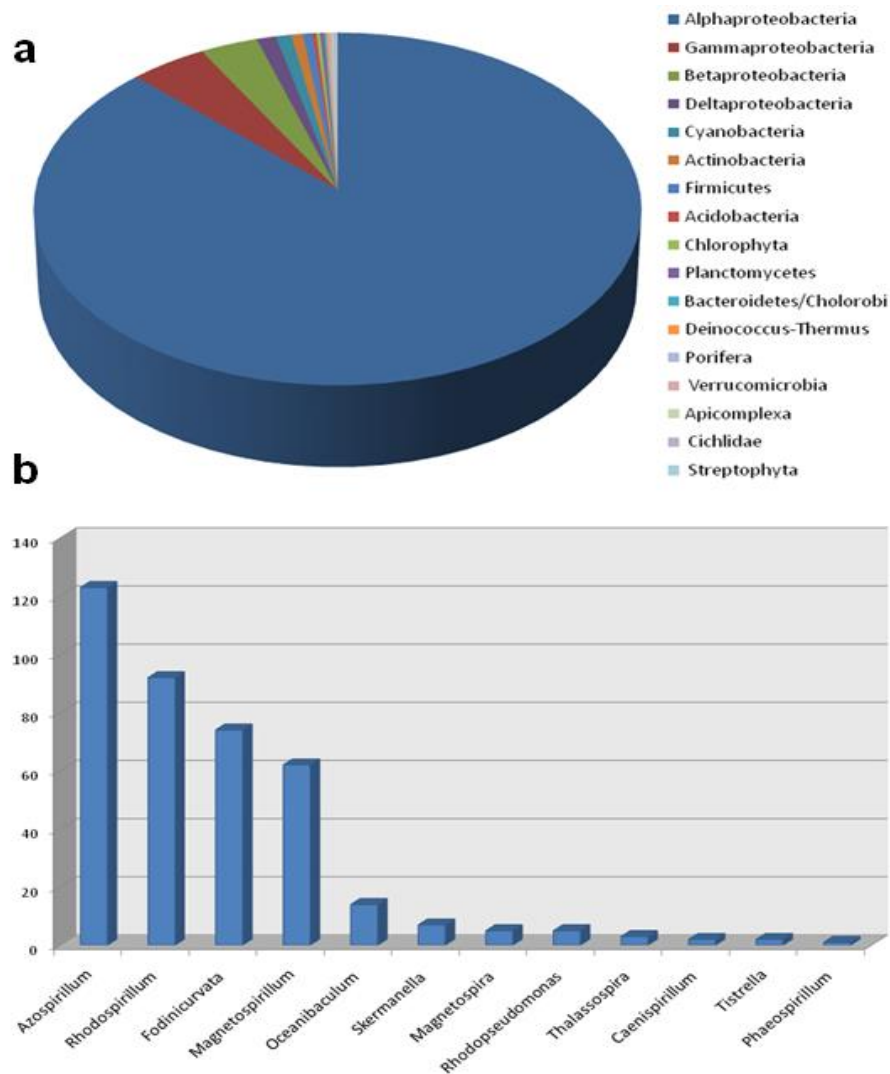 a
Alphaproteobacteria
Gammaproteobacteria
Betaproteobacteria
Deltaproteobacteria
Cyanobacteria
Actinobacteria
Firmicutes
Acidobacteria
Chlorophyta
Planctomycetes
Bacteroidetes/Cholorobi
Deinococcus-Thermus
Porifera
Verrucomicrobia
Apicomplexa
Cichlidae
Streptophyta
b
140
120
100
80
60
40
20
0
Azospirillum
Rhodospirillum
Fodinicurvata
Magnetospirillum
Oceanibaculum
Skermanella
Magnetospira
Rhodopseudomonas
Thalassospira
Caenispirillum
Tistrella
Phaeospirillum